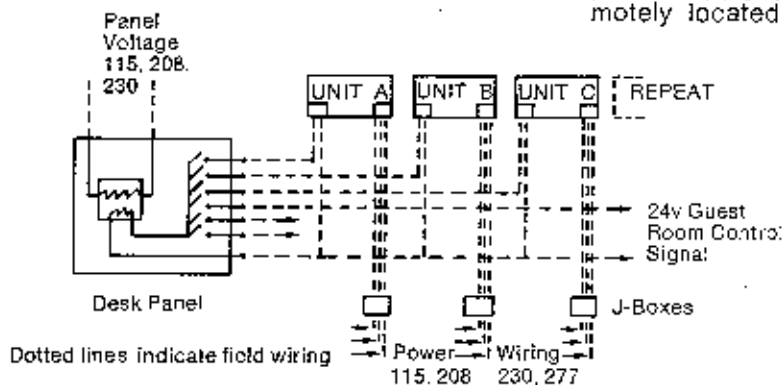 motely located
Panel
Voltage
115, 208.
230
UNIT A
UNIT B
UNIT C
REPEAT
24v Guest
Room Control
Signal
Desk Panel
J-Boxes
Dotted lines indicate field wiring
Power Wiring
115, 208 230, 277